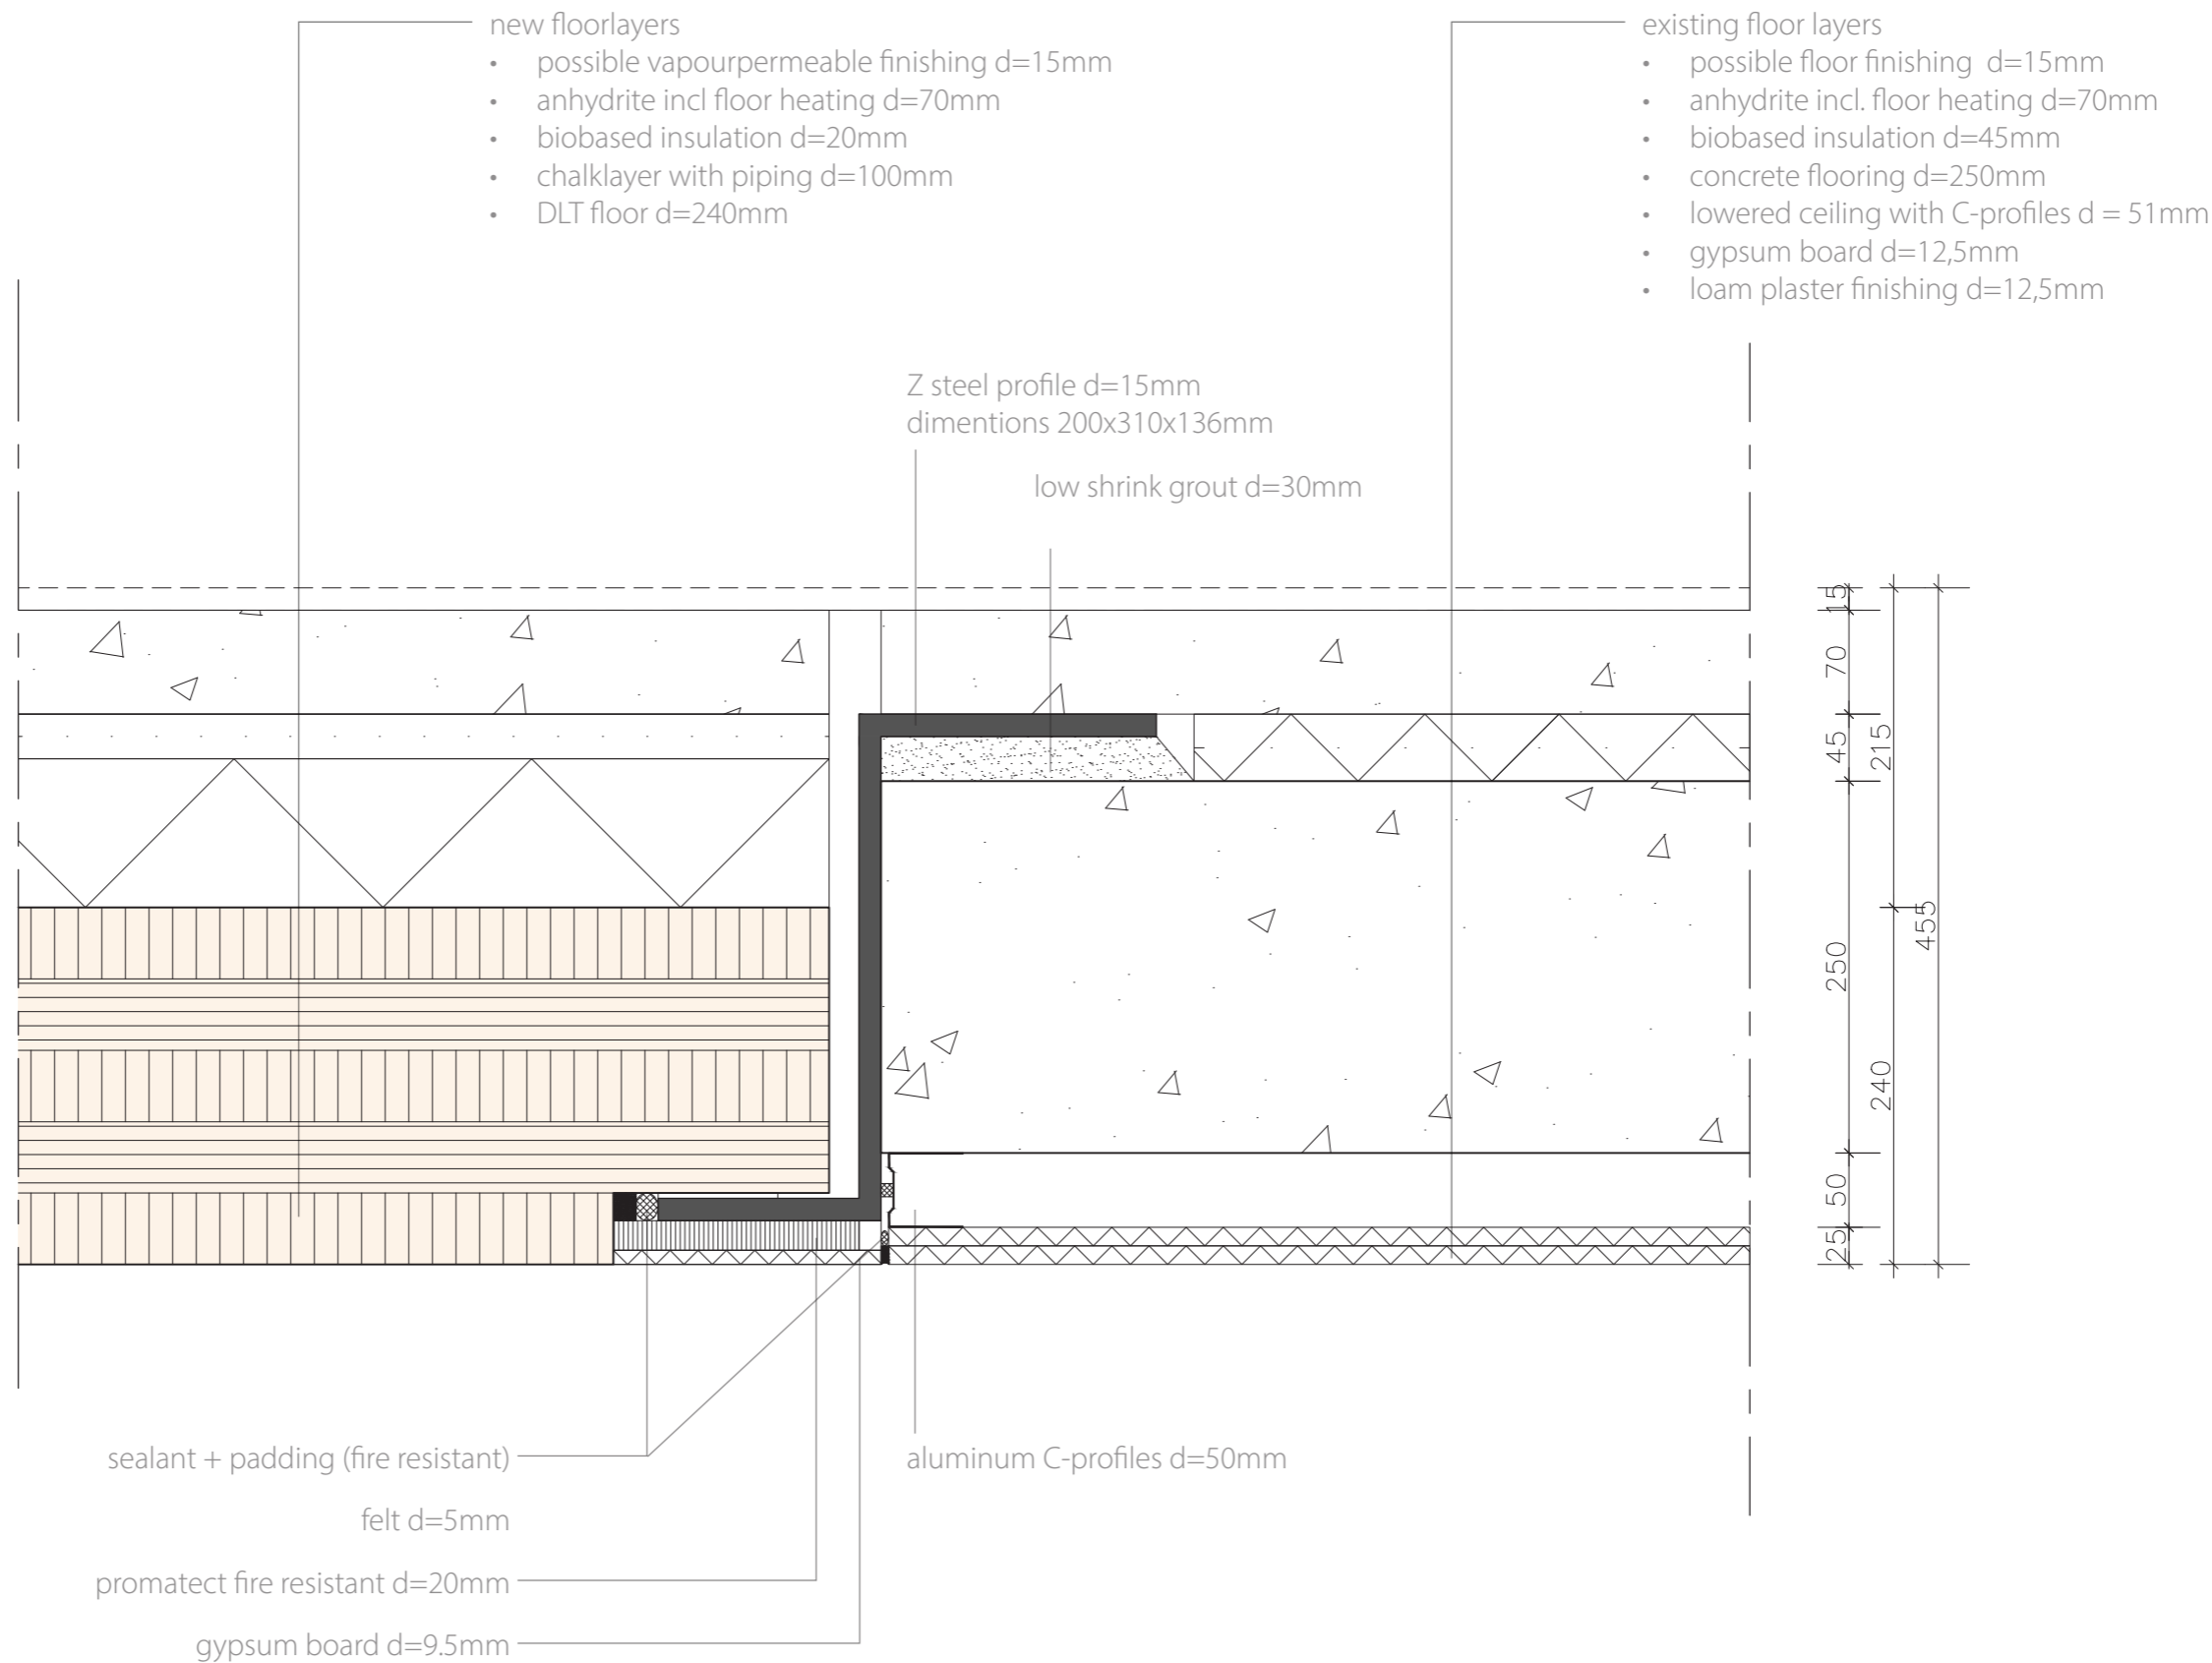 new floorlayers
• possible vapourpermeable finishing d=15mm
• anhydrite incl floor heating d=70mm
• biobased insulation d=20mm
• chalklayer with piping d=100mm
• DLT floor d=240mm
existing floor layers
• possible floor finishing  d=15mm
• anhydrite incl. floor heating d=70mm
• biobased insulation d=45mm
• concrete flooring d=250mm
• lowered ceiling with C-profiles d = 51mm
• gypsum board d=12,5mm
• loam plaster finishing d=12,5mm
Z steel profile d=15mm
dimentions 200x310x136mm
low shrink grout d=30mm
15
70
45
215
250
455
240
50
25
sealant + padding (fire resistant)
aluminum C-profiles d=50mm
felt d=5mm
promatect fire resistant d=20mm
gypsum board d=9.5mm